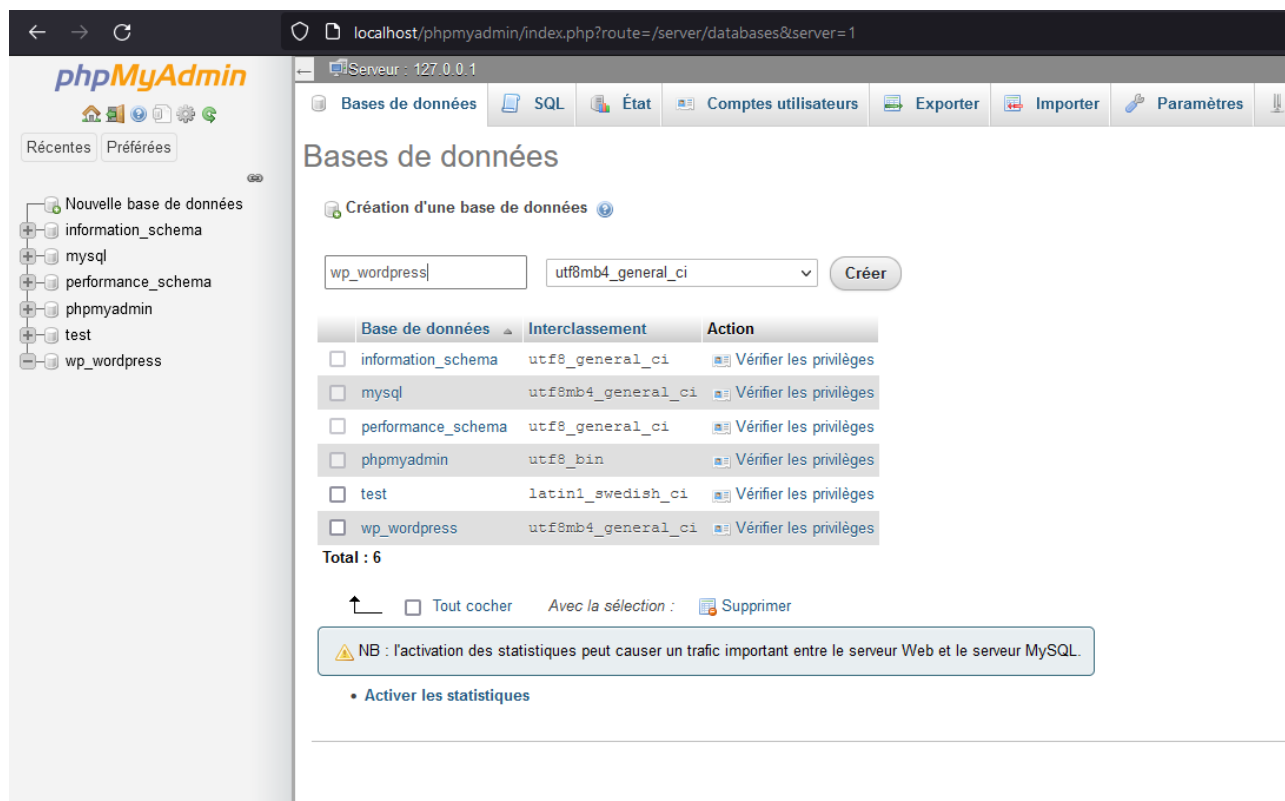 localhost/phpmyadmin/index.php?route=/server/databases&server=1
phpMyAdmin
Récentes Préférées
Nouvelle base de données
information_schema
mysql
performance_schema
phpmyadmin
test
wp_wordpress
Serveur : 127.0.0.1
Bases de données SQL État Comptes utilisateurs Exporter Importer Paramètres
Bases de données
Création d'une base de données
wp_wordpress utf8mb4_general_ci Créer
Base de données Interclassement Action
information_schema utf8_general_ci Vérifier les privilèges
mysql utf8mb4_general_ci Vérifier les privilèges
performance_schema utf8_general_ci Vérifier les privilèges
phpmyadmin utf8_bin Vérifier les privilèges
test latin1_swedish_ci Vérifier les privilèges
wp_wordpress utf8mb4_general_ci Vérifier les privilèges
Total : 6
Tout cocher Avec la sélection : Supprimer
NB : l'activation des statistiques peut causer un trafic important entre le serveur Web et le serveur MySQL.
• Activer les statistiques